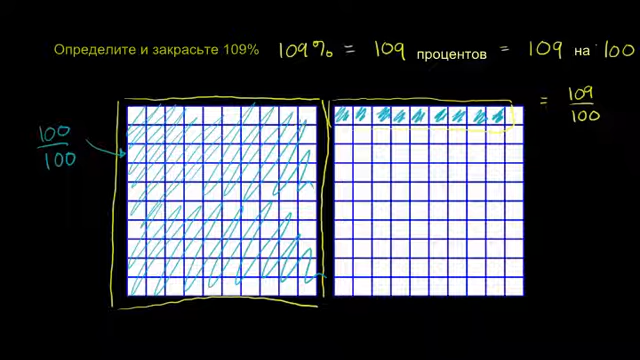 Определите и закрасьте 109% 109% = 109 процентов = 109 на 100
= 109/100
100/100